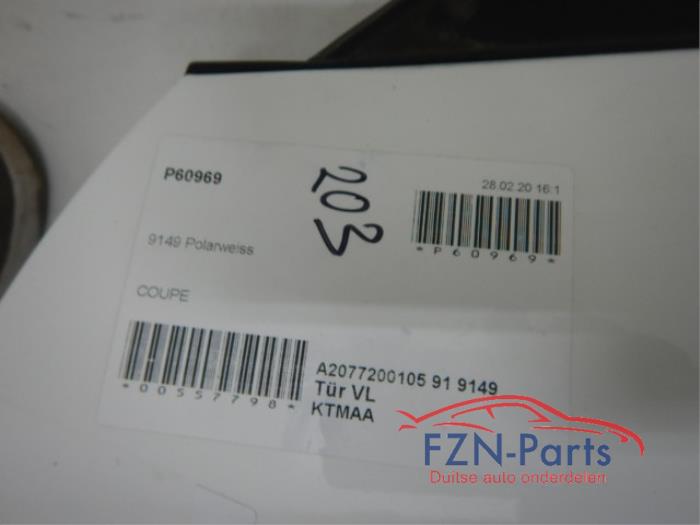 P60969
203
28.02.20 16:1
*P60969*
9149 Polarweiss
COUPE
*00557798*
A2077200105 91 9149
Tür VL
KTMAA
FZN-Parts
Duitse auto onderdelen